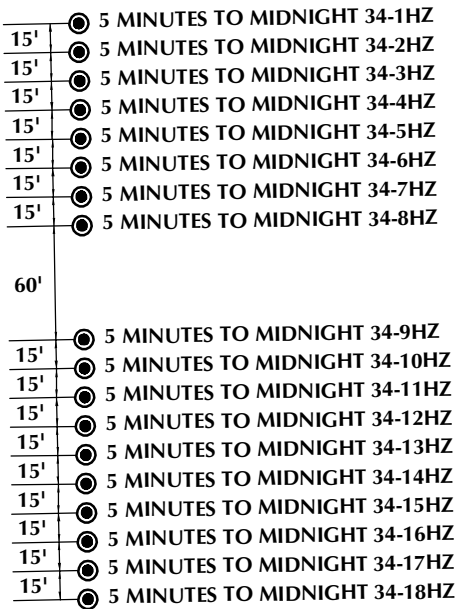 5 MINUTES TO MIDNIGHT 34-1HZ
15'
5 MINUTES TO MIDNIGHT 34-2HZ
15'
5 MINUTES TO MIDNIGHT 34-3HZ
15'
5 MINUTES TO MIDNIGHT 34-4HZ
15'
5 MINUTES TO MIDNIGHT 34-5HZ
15'
5 MINUTES TO MIDNIGHT 34-6HZ
15'
5 MINUTES TO MIDNIGHT 34-7HZ
15'
5 MINUTES TO MIDNIGHT 34-8HZ
60'
5 MINUTES TO MIDNIGHT 34-9HZ
15'
5 MINUTES TO MIDNIGHT 34-10HZ
15'
5 MINUTES TO MIDNIGHT 34-11HZ
15'
5 MINUTES TO MIDNIGHT 34-12HZ
15'
5 MINUTES TO MIDNIGHT 34-13HZ
15'
5 MINUTES TO MIDNIGHT 34-14HZ
15'
5 MINUTES TO MIDNIGHT 34-15HZ
15'
5 MINUTES TO MIDNIGHT 34-16HZ
15'
5 MINUTES TO MIDNIGHT 34-17HZ
15'
5 MINUTES TO MIDNIGHT 34-18HZ